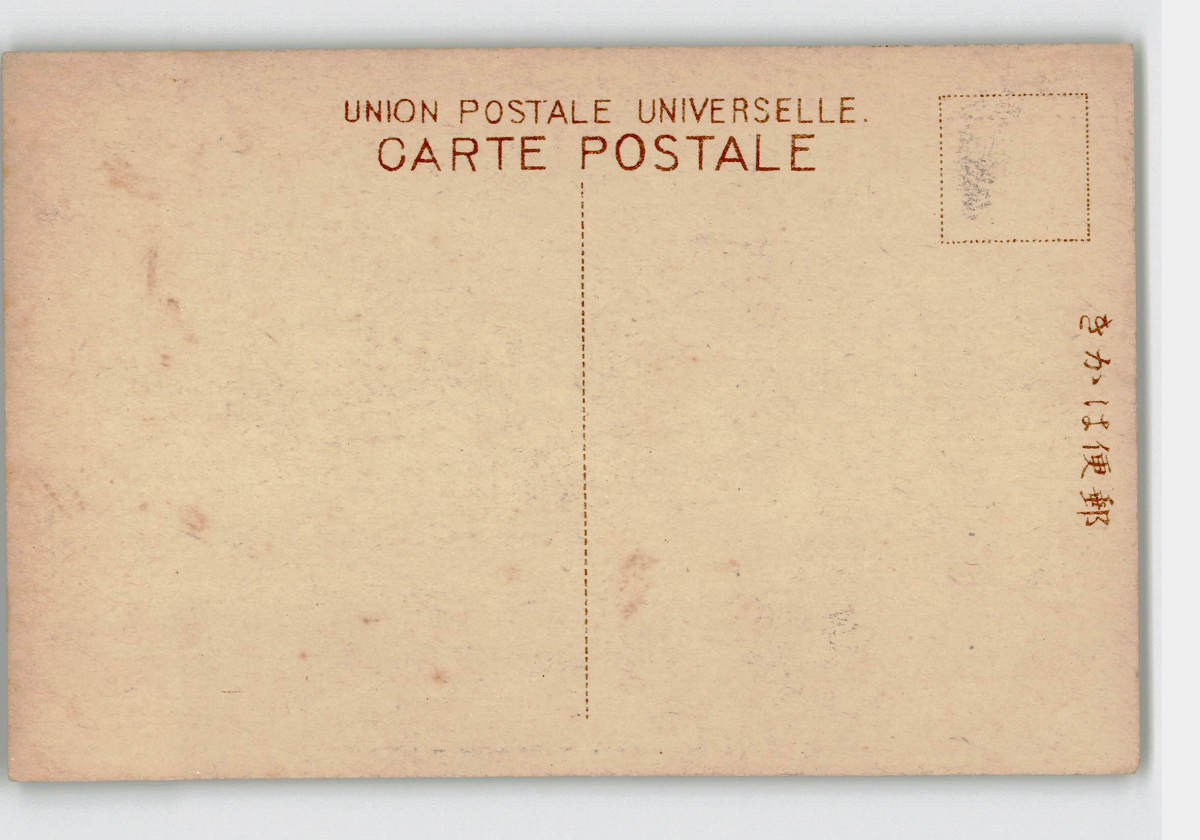 UNION POSTALE UNIVERSELLE.
CARTE POSTALE
郵便はかき